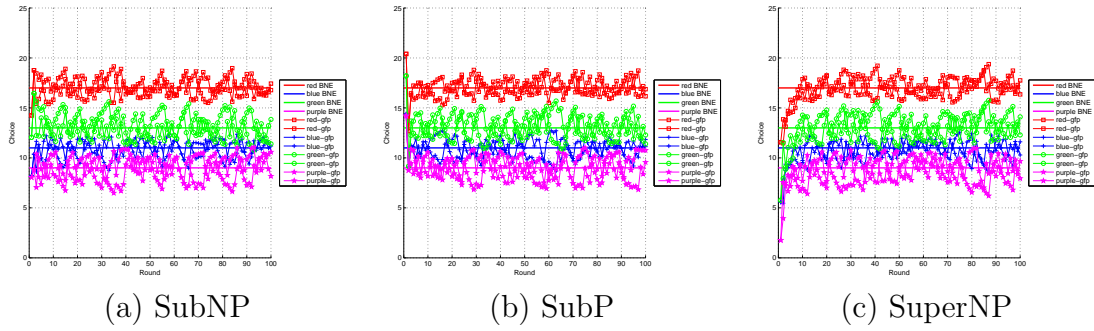 25
20
15
10
5
0
Choice
0 10 20 30 40 50 60 70 80 90 100
Round
red BNE
blue BNE
green BNE
purple BNE
red−gfp
red−gfp
blue−gfp
green−gfp
green−gfp
purple−gfp
purple−gfp
(a) SubNP
25
20
15
10
5
0
Choice
0 10 20 30 40 50 60 70 80 90 100
Round
red BNE
blue BNE
green BNE
purple BNE
red−gfp
red−gfp
blue−gfp
green−gfp
green−gfp
purple−gfp
purple−gfp
(b) SubP
25
20
15
10
5
0
Choice
0 10 20 30 40 50 60 70 80 90 100
Round
red BNE
blue BNE
green BNE
purple BNE
red−gfp
red−gfp
blue−gfp
green−gfp
green−gfp
purple−gfp
purple−gfp
(c) SuperNP